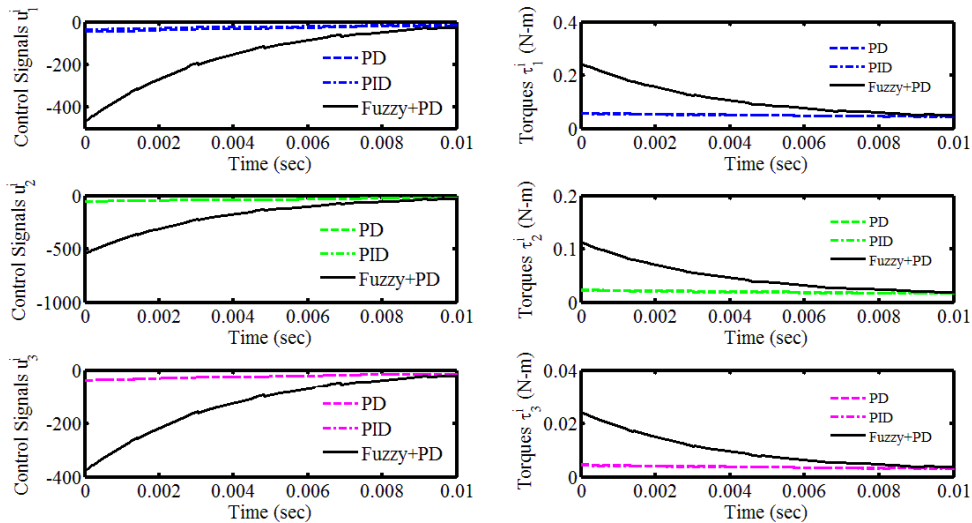 Control Signals u₁ⁱ
0
-200
-400
PD
PID
Fuzzy+PD
0 0.002 0.004 0.006 0.008 0.01
Time (sec)
Torques τ₁ⁱ (N-m)
0.4
0.2
0
PD
PID
Fuzzy+PD
0 0.002 0.004 0.006 0.008 0.01
Time (sec)
Control Signals u₂ⁱ
0
-500
-1000
PD
PID
Fuzzy+PD
0 0.002 0.004 0.006 0.008 0.01
Time (sec)
Torques τ₂ⁱ (N-m)
0.2
0.1
0
PD
PID
Fuzzy+PD
0 0.002 0.004 0.006 0.008 0.01
Time (sec)
Control Signals u₃ⁱ
0
-200
-400
PD
PID
Fuzzy+PD
0 0.002 0.004 0.006 0.008 0.01
Time (sec)
Torques τ₃ⁱ (N-m)
0.04
0.02
0
PD
PID
Fuzzy+PD
0 0.002 0.004 0.006 0.008 0.01
Time (sec)